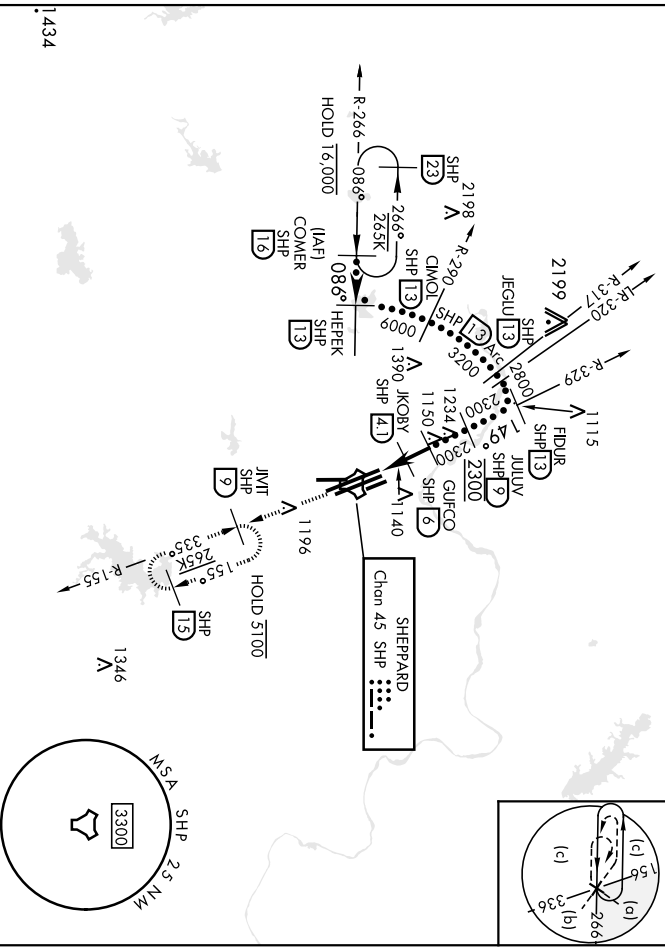 1434
R-266
HOLD 16,000
086°
266°
265K
SHP
23
2198
R-290
(IAF)
COMER
SHP
16
086°
HEPEK
SHP
13
CIMOL
SHP
13
6000
SHP 13 Arc
3200
JEGLU
SHP
13
2199
R-317
LR-320
R-329
2800
2300
1115
FIDUR
SHP
13
149°
1390
1234
1150
JULUV
SHP
9
2300
2300
JKOBY
SHP
4.1
GUFCO
SHP
6
1140
1196
JIVIT
SHP
9
335°
265K
155°
R-155
HOLD 5100
SHP
15
1346
SHEPPARD
Chan 45 SHP
MSA SHP 25 NM
3300
(a)
(b)
(c)
(c)
156
336
266